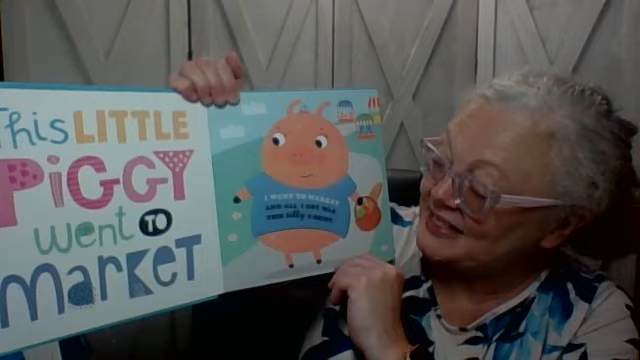 This LITTLE
PiGGY
went TO
market
I WENT TO MARKET
AND ALL I GOT WAS
THIS silly T-SHIRT